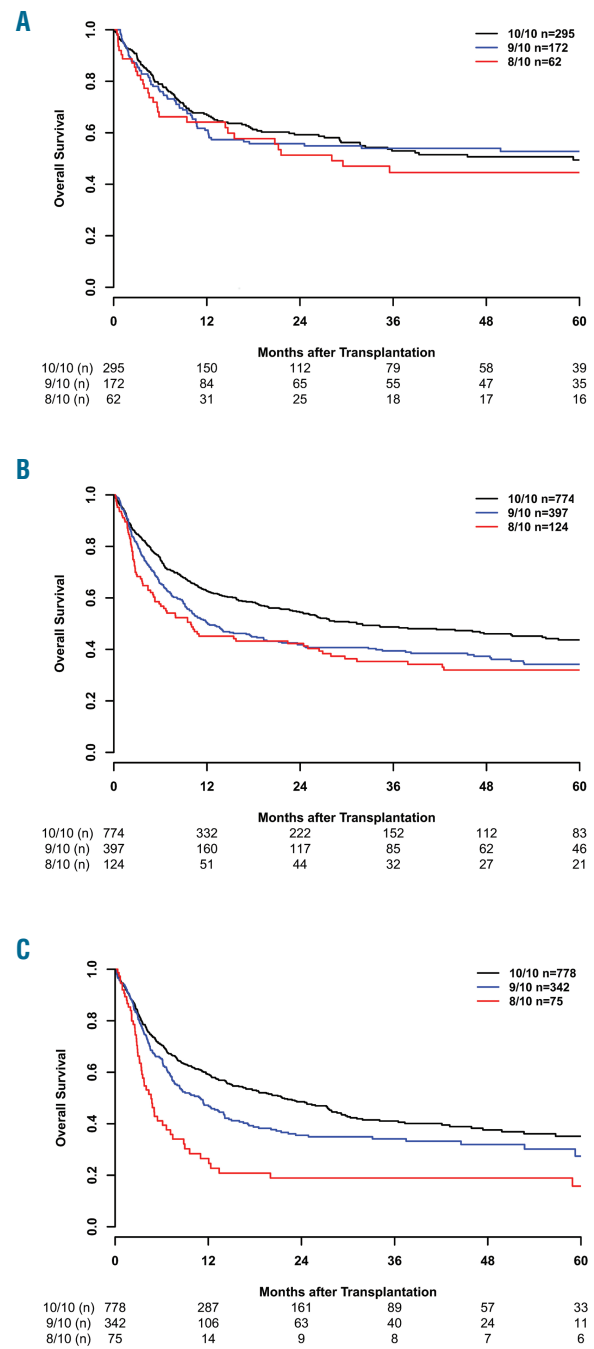 A
10/10 n=295
9/10 n=172
8/10 n=62
Overall Survival
1.0
0.8
0.6
0.4
0.2
0.0
0 12 24 36 48 60
Months after Transplantation
10/10 (n) 295 150 112 79 58 39
9/10 (n) 172 84 65 55 47 35
8/10 (n) 62 31 25 18 17 16
B
10/10 n=774
9/10 n=397
8/10 n=124
Overall Survival
1.0
0.8
0.6
0.4
0.2
0.0
0 12 24 36 48 60
Months after Transplantation
10/10 (n) 774 332 222 152 112 83
9/10 (n) 397 160 117 85 62 46
8/10 (n) 124 51 44 32 27 21
C
10/10 n=778
9/10 n=342
8/10 n=75
Overall Survival
1.0
0.8
0.6
0.4
0.2
0.0
0 12 24 36 48 60
Months after Transplantation
10/10 (n) 778 287 161 89 57 33
9/10 (n) 342 106 63 40 24 11
8/10 (n) 75 14 9 8 7 6